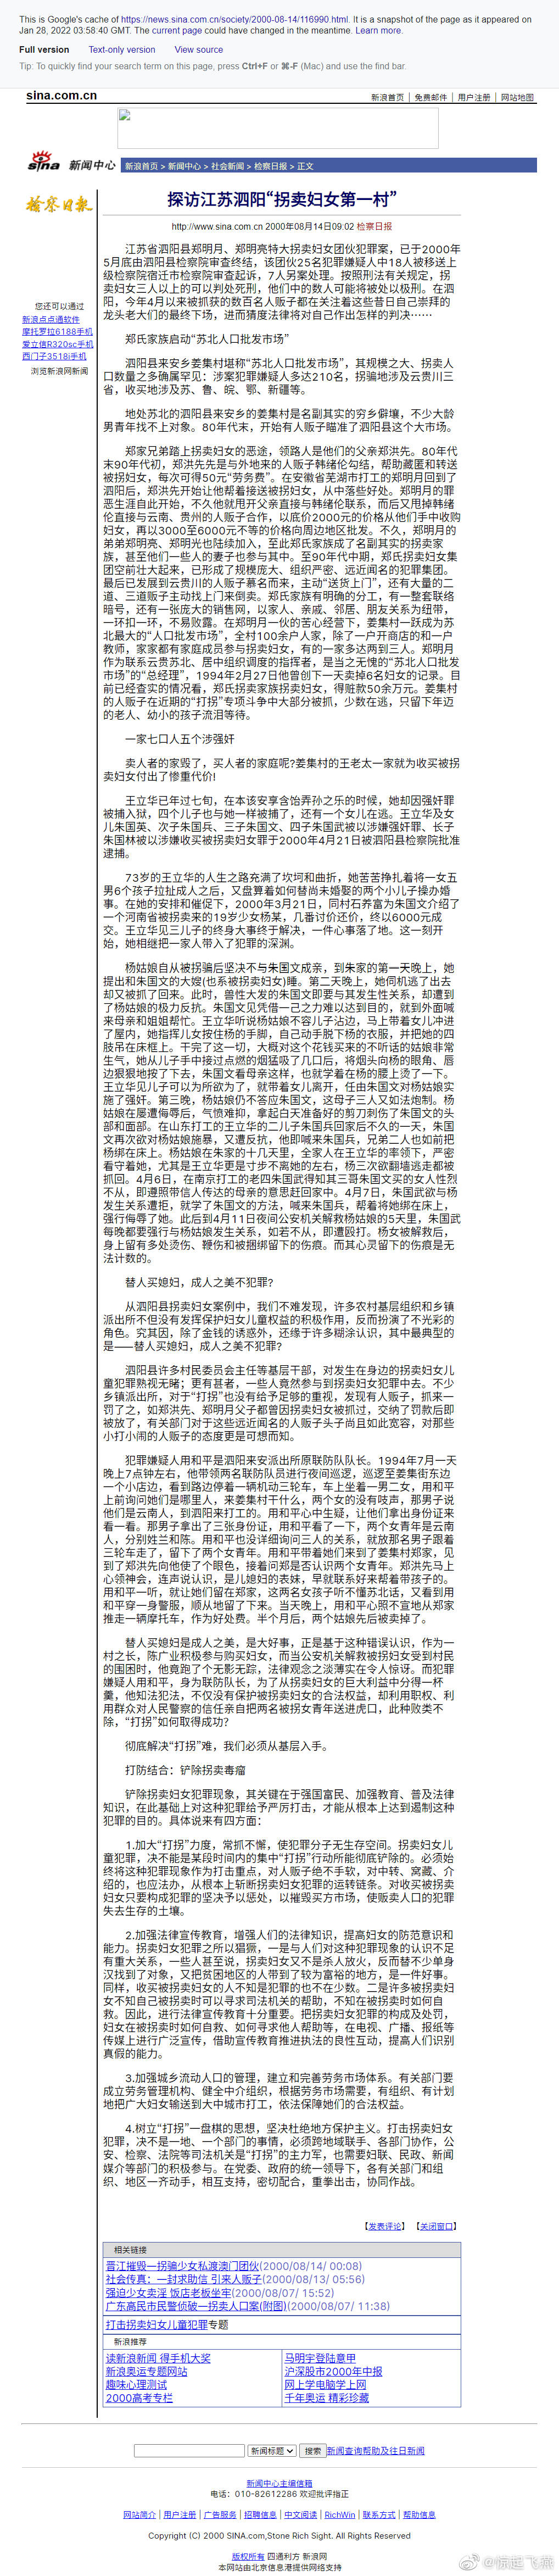 This is Google's cache of https://news.sina.com.cn/society/2000-08-14/116990.html. It is a snapshot of the page as it appeared on
Jan 28, 2022 03:58:40 GMT. The current page could have changed in the meantime. Learn more.
Full version Text-only version View source
Tip: To quickly find your search term on this page, press Ctrl+F or ⌘-F (Mac) and use the find bar.
sina.com.cn
新浪首页 | 免费邮件 | 用户注册 | 网站地图
sina 新闻中心
新浪首页 > 新闻中心 > 社会新闻 > 检察日报 > 正文
检察日报
您还可以通过
新浪点点通软件
摩托罗拉6188手机
爱立信R320sc手机
西门子3518i手机
浏览新浪网新闻
探访江苏泗阳“拐卖妇女第一村”
http://www.sina.com.cn 2000年08月14日09:02 检察日报
江苏省泗阳县郑明月、郑明亮特大拐卖妇女团伙犯罪案，已于2000年
5月底由泗阳县检察院审查终结，该团伙25名犯罪嫌疑人中18人被移送上
级检察院宿迁市检察院审查起诉，7人另案处理。按照刑法有关规定，拐
卖妇女三人以上的可以判处死刑，他们中的数人可能将被处以极刑。在泗
阳，今年4月以来被抓获的数百名人贩子都在关注着这些昔日自己崇拜的
龙头老大们的最终下场，进而猜度法律将对自己作出怎样的判决……
郑氏家族启动“苏北人口批发市场”
泗阳县来安乡姜集村堪称“苏北人口批发市场”，其规模之大、拐卖人
口数量之多确属罕见：涉案犯罪嫌疑人多达210名，拐骗地涉及云贵川三
省，收买地涉及苏、鲁、皖、鄂、新疆等。
地处苏北的泗阳县来安乡的姜集村是名副其实的穷乡僻壤，不少大龄
男青年找不上对象。80年代末，开始有人贩子瞄准了泗阳县这个大市场。
郑家兄弟踏上拐卖妇女的恶途，领路人是他们的父亲郑洪先。80年代
末90年代初，郑洪先先是与外地来的人贩子韩绪伦勾结，帮助藏匿和转送
被拐妇女，每次可得50元“劳务费”。在安徽省芜湖市打工的郑明月回到了
泗阳后，郑洪先开始让他帮着接送被拐妇女，从中落些好处。郑明月的罪
恶生涯自此开始，不久他就甩开父亲直接与韩绪伦联系，而后又甩掉韩绪
伦直接与云南、贵州的人贩子合作，以底价2000元的价格从他们手中收购
妇女，再以3000至6000元不等的价格向周边地区批发。不久，郑明月的
弟弟郑明亮、郑明光也陆续加入，至此郑氏家族成了名副其实的拐卖家
族，甚至他们一些人的妻子也参与其中。至90年代中期，郑氏拐卖妇女集
团空前壮大起来，已形成了规模庞大、组织严密、远近闻名的犯罪集团。
最后已发展到云贵川的人贩子慕名而来，主动“送货上门”，还有大量的二
道、三道贩子主动找上门来倒卖。郑氏家族有明确的分工，有一整套联络
暗号，还有一张庞大的销售网，以家人、亲戚、邻居、朋友关系为纽带，
一环扣一环，不易败露。在郑明月一伙的苦心经营下，姜集村一跃成为苏
北最大的“人口批发市场”，全村100余户人家，除了一户开商店的和一户
教师，家家都有家庭成员参与拐卖妇女，有的一家多达两到三人。郑明月
作为联系云贵苏北、居中组织调度的指挥者，是当之无愧的“苏北人口批发
市场”的“总经理”，1994年2月27日他曾创下一天卖掉6名妇女的记录。目
前已经查实的情况看，郑氏拐卖家族拐卖妇女，得赃款50余万元。姜集村
的人贩子在近期的“打拐”专项斗争中大部分被抓，少数在逃，只留下年迈
的老人、幼小的孩子流泪等待。
一家七口人五个涉强奸
卖人者的家毁了，买人者的家庭呢?姜集村的王老太一家就为收买被拐
卖妇女付出了惨重代价!
王立华已年过七旬，在本该安享含饴弄孙之乐的时候，她却因强奸罪
被捕入狱，四个儿子也与她一样被捕了，还有一个女儿在逃。王立华及女
儿朱国英、次子朱国兵、三子朱国文、四子朱国武被以涉嫌强奸罪、长子
朱国林被以涉嫌收买被拐卖妇女罪于2000年4月21日被泗阳县检察院批准
逮捕。
73岁的王立华的人生之路充满了坎坷和曲折，她苦苦挣扎着将一女五
男6个孩子拉扯成人之后，又盘算着如何替尚未婚娶的两个小儿子操办婚
事。在她的安排和催促下，2000年3月21日，同村石养富为朱国文介绍了
一个河南省被拐卖来的19岁少女杨某，几番讨价还价，终以6000元成
交。王立华见三儿子的终身大事终于解决，一件心事落了地。这一刻开
始，她相继把一家人带入了犯罪的深渊。
杨姑娘自从被拐骗后坚决不与朱国文成亲，到朱家的第一天晚上，她
提出和朱国文的大嫂(也系被拐卖妇女)睡。第二天晚上，她伺机逃了出去
却又被抓了回来。此时，兽性大发的朱国文即要与其发生性关系，却遭到
了杨姑娘的极力反抗。朱国文见凭借一己之力难以达到目的，就到外面喊
来母亲和姐姐帮忙。王立华听说杨姑娘不容儿子沾边，马上带着女儿冲进
了屋内，她指挥儿女按住杨的手脚，自己动手脱下杨的衣服，并把她的四
肢吊在床框上。干完了这一切，大概对这个花钱买来的不听话的姑娘非常
生气，她从儿子手中接过点燃的烟猛吸了几口后，将烟头向杨的眼角、唇
边狠狠地按了下去，朱国文看母亲这样，也就学着在杨的腰上烫了一下。
王立华见儿子可以为所欲为了，就带着女儿离开，任由朱国文对杨姑娘实
施了强奸。第三晚，杨姑娘仍不答应朱国文，这母子三人又如法炮制。杨
姑娘在屡遭侮辱后，气愤难抑，拿起白天准备好的剪刀刺伤了朱国文的头
部和面部。在山东打工的王立华的二儿子朱国兵回家后不久的一天，朱国
文再次欲对杨姑娘施暴，又遭反抗，他即喊来朱国兵，兄弟二人也如前把
杨绑在床上。杨姑娘在朱家的十几天里，全家人在王立华的率领下，严密
看守着她，尤其是王立华更是寸步不离她的左右，杨三次欲翻墙逃走都被
抓回。4月6日，在南京打工的老四朱国武得知其三哥朱国文买的女人性烈
不从，即遵照带信人传达的母亲的意思赶回家中。4月7日，朱国武欲与杨
发生关系遭拒，就学了朱国文的方法，喊来朱国兵，帮着将她绑在床上，
强行侮辱了她。此后到4月11日夜间公安机关解救杨姑娘的5天里，朱国武
每晚都要强行与杨姑娘发生关系，如若不从，即遭殴打。杨女被解救后，
身上留有多处烫伤、鞭伤和被捆绑留下的伤痕。而其心灵留下的伤痕是无
法计数的。
替人买媳妇，成人之美不犯罪?
从泗阳县拐卖妇女案例中，我们不难发现，许多农村基层组织和乡镇
派出所不但没有发挥保护妇女儿童权益的积极作用，反而扮演了不光彩的
角色。究其因，除了金钱的诱惑外，还缘于许多糊涂认识，其中最典型的
是——替人买媳妇，成人之美不犯罪?
泗阳县许多村民委员会主任等基层干部，对发生在身边的拐卖妇女儿
童犯罪熟视无睹；更有甚者，一些人竟然参与到拐卖妇女犯罪中去。不少
乡镇派出所，对于“打拐”也没有给予足够的重视，发现有人贩子，抓来一
罚了之，如郑洪先、郑明月父子都曾因拐卖妇女被抓过，交纳了罚款后即
被放了，有关部门对于这些远近闻名的人贩子头子尚且如此宽容，对那些
小打小闹的人贩子的态度更是可想而知。
犯罪嫌疑人用和平是泗阳来安派出所原联防队队长。1994年7月一天
晚上7点钟左右，他带领两名联防队员进行夜间巡逻，巡逻至姜集街东边
一个小店边，看到路边停着一辆机动三轮车，车上坐着一男二女，用和平
上前询问她们是哪里人，来姜集村干什么，两个女的没有吱声，那男子说
他们是云南人，到泗阳来打工的。用和平心中生疑，让他们拿出身份证来
看一看。那男子拿出了三张身份证，用和平看了一下，两个女青年是云南
人，分别姓兰和陈。用和平也没详细询问三人的关系，就放那名男子跟着
三轮车走了，留下了两个女青年。用和平带着她们来到了姜集村郑家，见
到了郑洪先向他使了个眼色，接着问郑是否认识两个女青年。郑洪先马上
心领神会，连声说认识，是儿媳妇的表妹，早就联系好来帮着带孩子的。
用和平一听，就让她们留在郑家，这两名女孩子听不懂苏北话，又看到用
和平穿一身警服，顺从地留了下来。当天晚上，用和平心照不宣地从郑家
推走一辆摩托车，作为好处费。半个月后，两个姑娘先后被卖掉了。
替人买媳妇是成人之美，是大好事，正是基于这种错误认识，作为一
村之长，陈广业积极参与购买妇女，而当公安机关解救被拐妇女受到村民
的围困时，他竟跑了个无影无踪，法律观念之淡薄实在令人惊讶。而犯罪
嫌疑人用和平，身为联防队长，为了从拐卖妇女的巨大利益中分得一杯
羹，他知法犯法，不仅没有保护被拐卖妇女的合法权益，却利用职权、利
用群众对人民警察的信任亲自把两名被拐女青年送进虎口，此种败类不
除，“打拐”如何取得成功？
彻底解决“打拐”难，我们必须从基层入手。
打防结合：铲除拐卖毒瘤
铲除拐卖妇女犯罪现象，其关键在于强国富民、加强教育、普及法律
知识，在此基础上对这种犯罪给予严厉打击，才能从根本上达到遏制这种
犯罪的目的。具体说来有四方面：
1.加大“打拐”力度，常抓不懈，使犯罪分子无生存空间。拐卖妇女儿
童犯罪，决不能是某段时间内的集中“打拐”行动所能彻底铲除的。必须始
终将这种犯罪现象作为打击重点，对人贩子绝不手软，对中转、窝藏、介
绍的，也应法办，从根本上斩断拐卖妇女犯罪的运转链条。对收买被拐卖
妇女只要构成犯罪的坚决予以惩处，以摧毁买方市场，使贩卖人口的犯罪
失去生存的土壤。
2.加强法律宣传教育，增强人们的法律知识，提高妇女的防范意识和
能力。拐卖妇女犯罪之所以猖獗，一是与人们对这种犯罪现象的认识不足
有重大关系，一些人甚至说，拐卖妇女又不是杀人放火，反而替不少单身
汉找到了对象，又把贫困地区的人带到了较为富裕的地方，是一件好事。
同样，收买被拐卖妇女的人不知是犯罪的也不在少数。二是许多被拐卖妇
女不知自己被拐卖时可以寻求司法机关的帮助，不知在被拐卖时如何自
救。因此，进行法律宣传教育十分重要。把拐卖妇女犯罪的构成及处罚，
妇女在被拐卖时如何自救、如何寻求他人帮助等，在电视、广播、报纸等
传媒上进行广泛宣传，借助宣传教育推进执法的良性互动，提高人们识别
真假的能力。
3.加强城乡流动人口的管理，建立和完善劳务市场体系。有关部门要
成立劳务管理机构、健全中介组织，根据劳务市场需要，有组织、有计划
地把广大妇女输送到大中城市打工，依法保障她们的合法权益。
4.树立“打拐”一盘棋的思想，坚决杜绝地方保护主义。打击拐卖妇女
犯罪，决不是一地、一个部门的事情，必须跨地域联手、各部门协作，公
安、检察、法院等司法机关是“打拐”的主力军，也需要妇联、民政、新闻
媒介等部门的积极参与。在党委、政府的统一领导下，各有关部门和组
织、地区一齐动手，相互支持，密切配合，重拳出击，协同作战。
【发表评论】 【关闭窗口】
相关链接
晋江摧毁一拐骗少女私渡澳门团伙(2000/08/14/ 00:08)
社会传真：一封求助信 引来人贩子(2000/08/13/ 05:56)
强迫少女卖淫 饭店老板坐牢(2000/08/07/ 15:52)
广东高民市民警侦破一拐卖人口案(附图)(2000/08/07/ 11:38)
打击拐卖妇女儿童犯罪专题
新浪推荐
读新浪新闻 得手机大奖 马明宇登陆意甲
新浪奥运专题网站 沪深股市2000年中报
趣味心理测试 网上学电脑学上网
2000高考专栏 千年奥运 精彩珍藏
新闻标题 搜索 新闻查询帮助及往日新闻
新闻中心主编信箱
电话：010-82612286 欢迎批评指正
网站简介 | 用户注册 | 广告服务 | 招聘信息 | 中文阅读 | RichWin | 联系方式 | 帮助信息
Copyright (C) 2000 SINA.com,Stone Rich Sight. All Rights Reserved
版权所有 四通利方 新浪网
本网站由北京信息港提供网络支持
@惊起飞燕